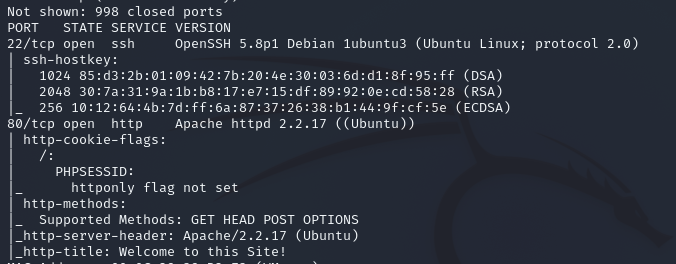 Not shown: 998 closed ports
PORT   STATE SERVICE VERSION
22/tcp open  ssh     OpenSSH 5.8p1 Debian 1ubuntu3 (Ubuntu Linux; protocol 2.0)
| ssh-hostkey:
|   1024 85:d3:2b:01:09:42:7b:20:4e:30:03:6d:d1:8f:95:ff (DSA)
|   2048 30:7a:31:9a:1b:b8:17:e7:15:df:89:92:0e:cd:58:28 (RSA)
|_  256 10:12:64:4b:7d:ff:6a:87:37:26:38:b1:44:9f:cf:5e (ECDSA)
80/tcp open  http    Apache httpd 2.2.17 ((Ubuntu))
| http-cookie-flags:
|   /:
|     PHPSESSID:
|_      httponly flag not set
| http-methods:
|_  Supported Methods: GET HEAD POST OPTIONS
|_http-server-header: Apache/2.2.17 (Ubuntu)
|_http-title: Welcome to this Site!